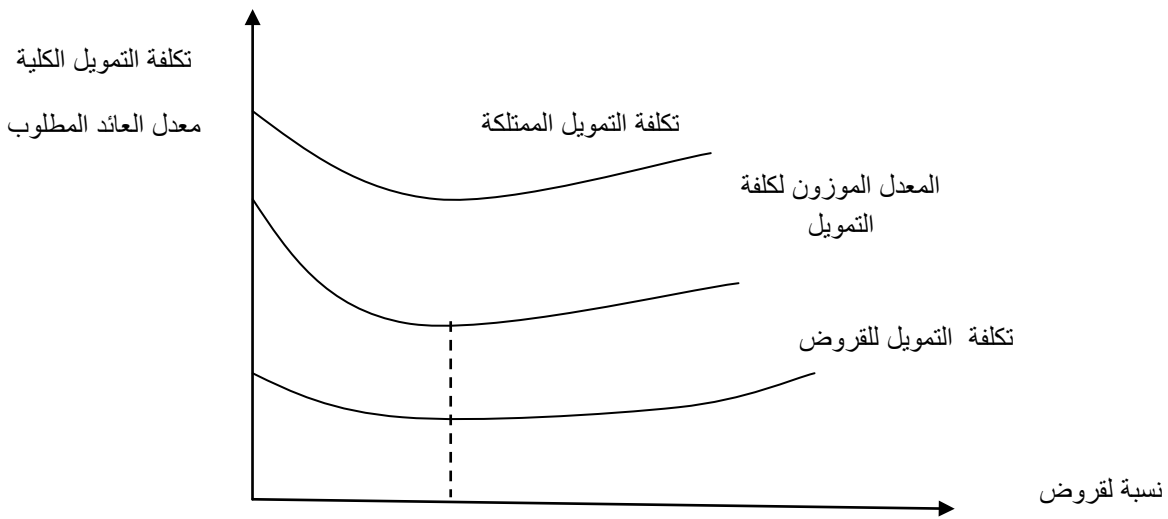 تكلفة التمويل الكلية
معدل العائد المطلوب
تكلفة التمويل الممتلكة
المعدل الموزون لكلفة
التمويل
تكلفة التمويل للقروض
نسبة لقروض